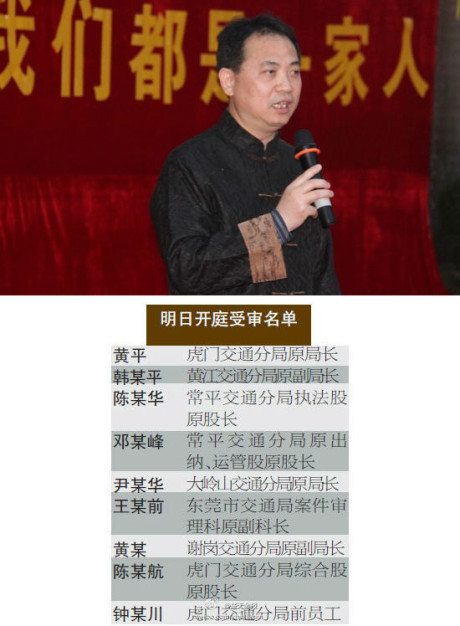 我们都是一家人
明日开庭受审名单
黄平 虎门交通分局原局长
韩某平 黄江交通分局原副局长
陈某华 常平交通分局执法股
原股长
邓某峰 常平交通分局原出
纳、运管股原股长
尹某华 大岭山交通分局原局长
王某前 东莞市交通局案件审
理科原副科长
黄某 谢岗交通分局原副局长
陈某航 虎门交通分局综合股
原股长
钟某川 虎门交通分局前员工